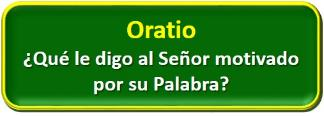 Oratio
¿Qué le digo al Señor motivado
por su Palabra?